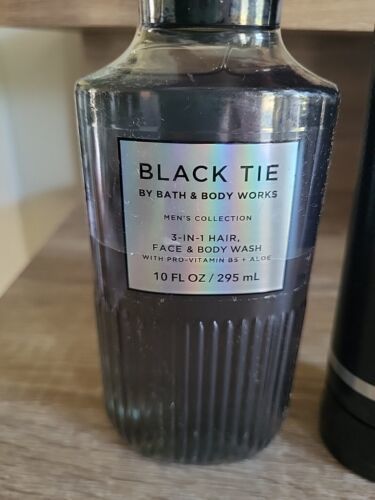 BLACK TIE
BY BATH & BODY WORKS
MEN'S COLLECTION
3-IN-1 HAIR,
FACE & BODY WASH
WITH PRO-VITAMIN B5 + ALOE
10 FL OZ / 295 mL